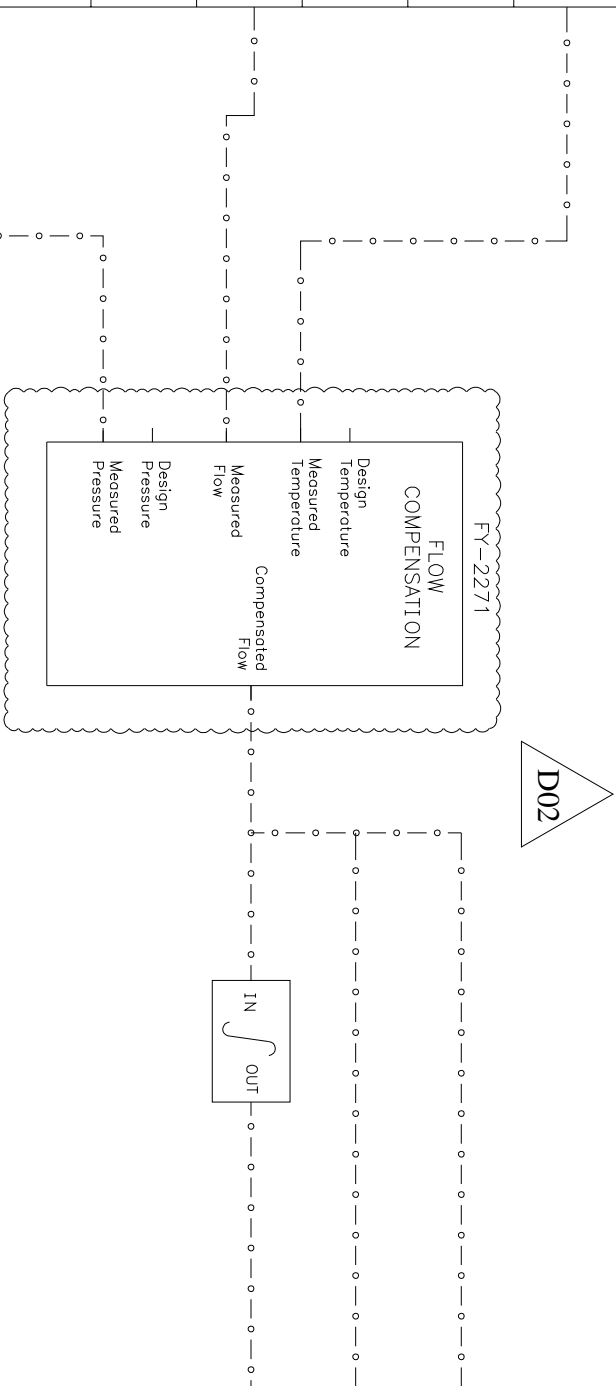 FY-2271
FLOW
COMPENSATION
Design
Temperature
Measured
Temperature
Measured
Flow
Design
Pressure
Measured
Pressure
Compensated
Flow
D02
IN
OUT